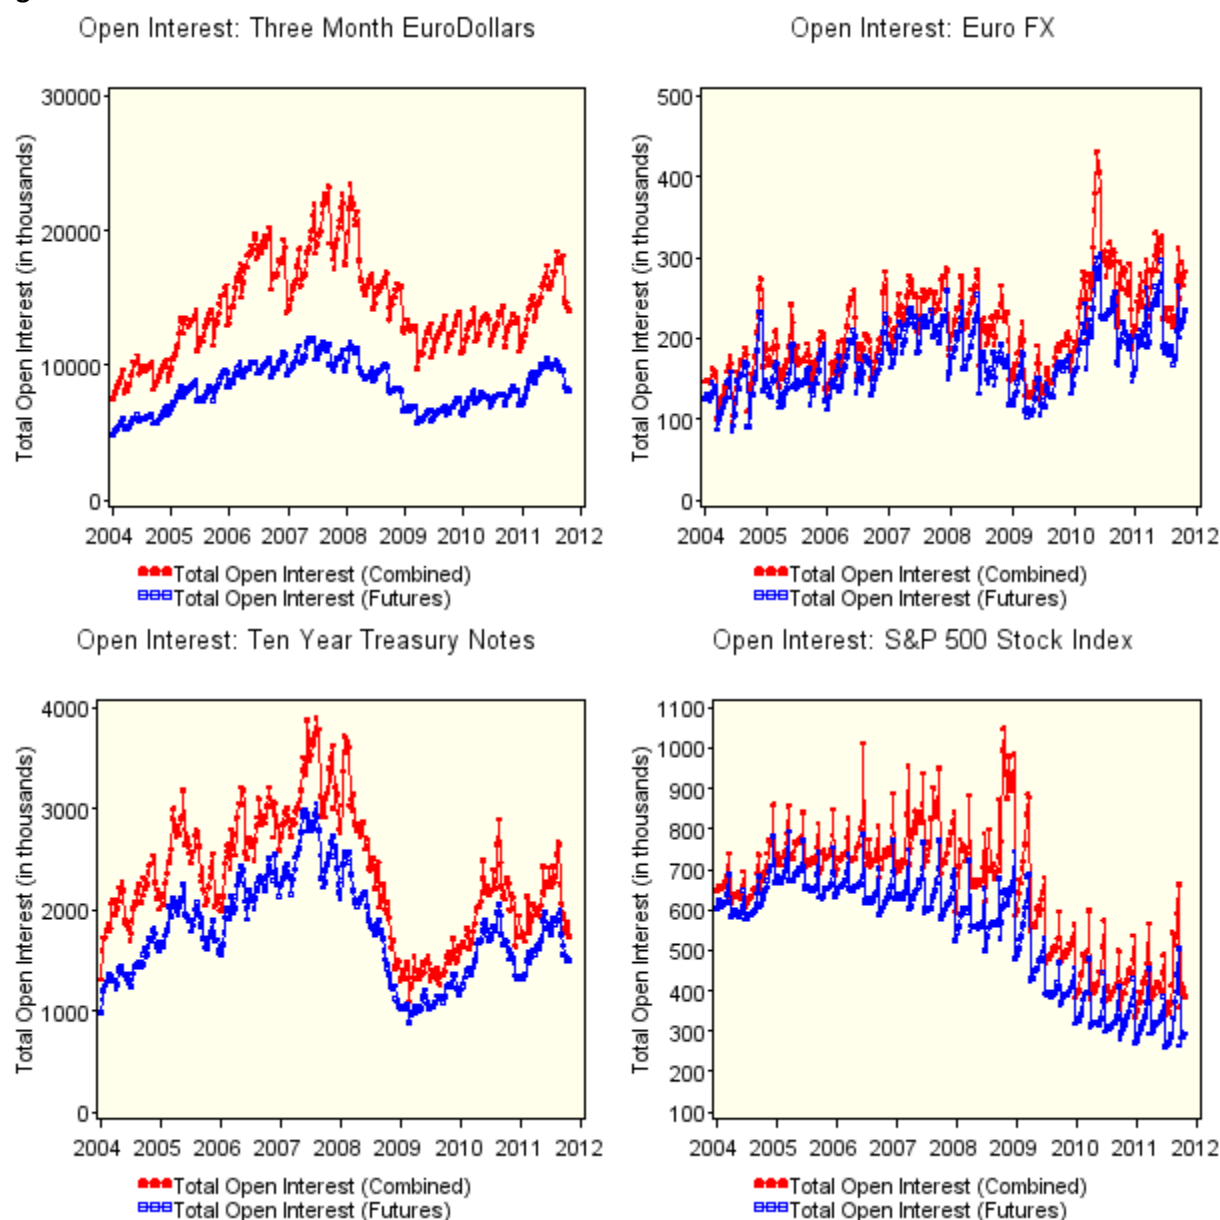 Open Interest: Three Month EuroDollars
Total Open Interest (in thousands)
30000
20000
10000
0
2004 2005 2006 2007 2008 2009 2010 2011 2012
Total Open Interest (Combined)
Total Open Interest (Futures)
Open Interest: Euro FX
Total Open Interest (in thousands)
500
400
300
200
100
0
2004 2005 2006 2007 2008 2009 2010 2011 2012
Total Open Interest (Combined)
Total Open Interest (Futures)
Open Interest: Ten Year Treasury Notes
Total Open Interest (in thousands)
4000
3000
2000
1000
0
2004 2005 2006 2007 2008 2009 2010 2011 2012
Total Open Interest (Combined)
Total Open Interest (Futures)
Open Interest: S&P 500 Stock Index
Total Open Interest (in thousands)
1100
1000
900
800
700
600
500
400
300
200
100
2004 2005 2006 2007 2008 2009 2010 2011 2012
Total Open Interest (Combined)
Total Open Interest (Futures)